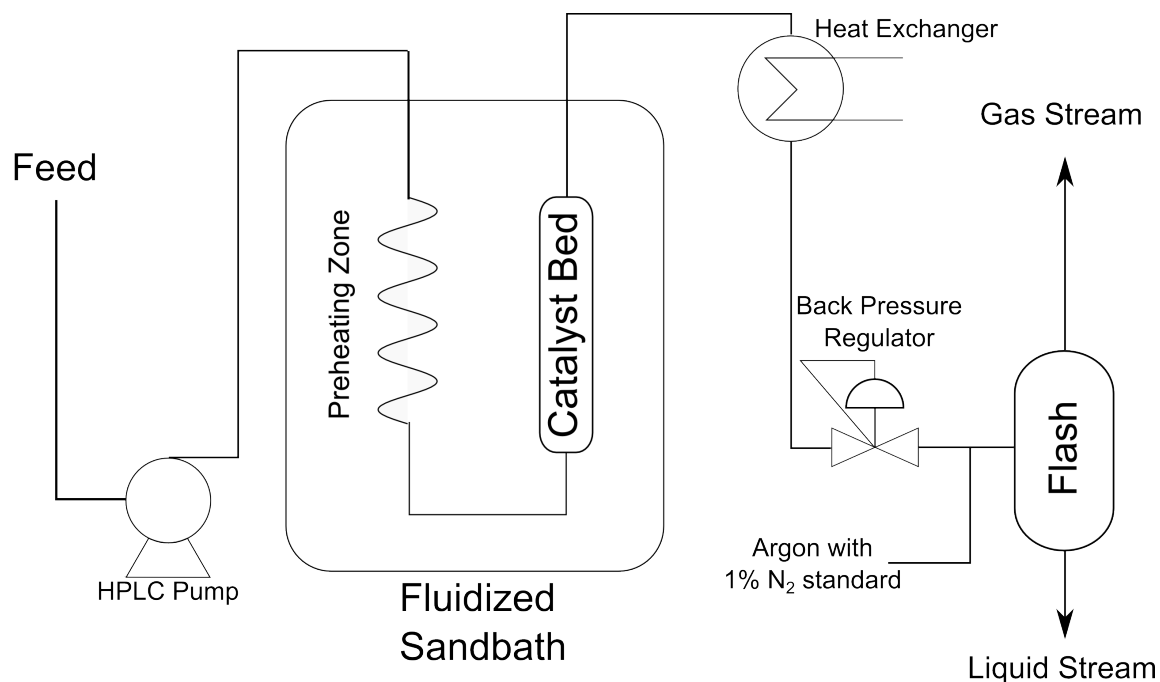 Heat Exchanger
Gas Stream
Feed
Preheating Zone
Catalyst Bed
Back Pressure
Regulator
Flash
Argon with
1% N₂ standard
HPLC Pump
Fluidized
Sandbath
Liquid Stream